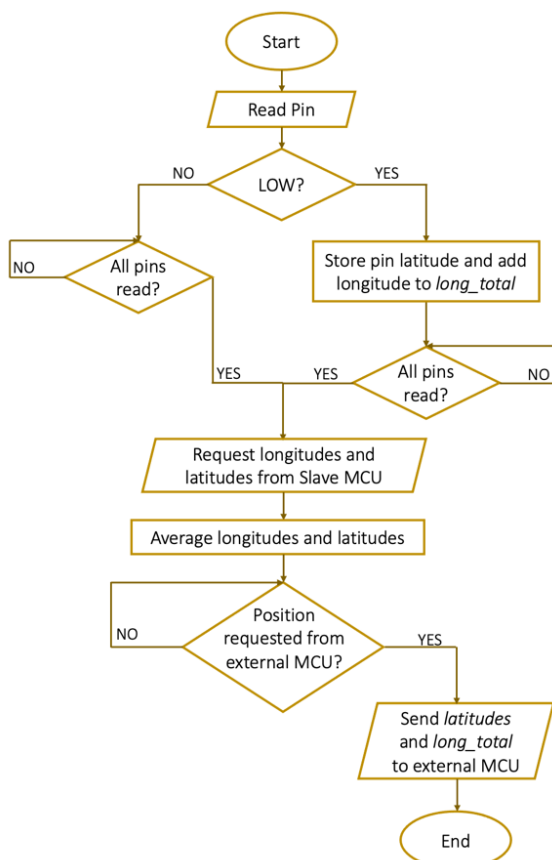 Start
Read Pin
NO
LOW?
YES
Store pin latitude and add
longitude to long_total
NO
All pins
read?
YES
YES
All pins
read?
NO
Request longitudes and
latitudes from Slave MCU
Average longitudes and latitudes
NO
Position
requested from
external MCU?
YES
Send latitudes
and long_total
to external MCU
End